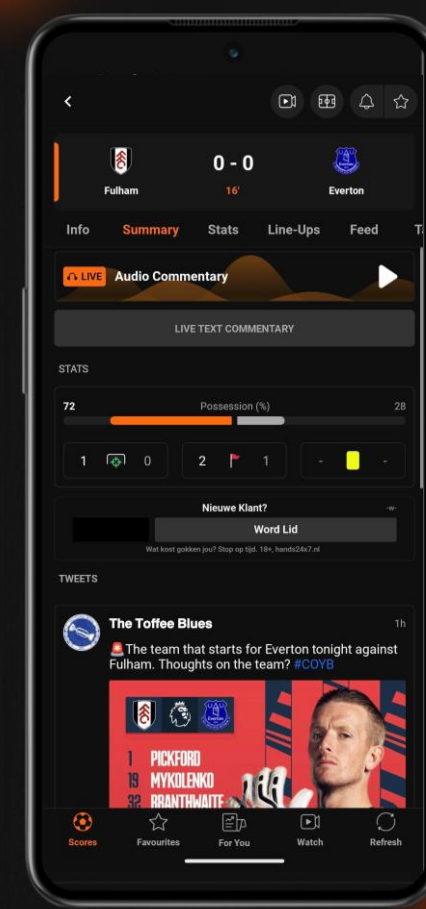 Fulham
0 - 0
16'
Everton
Info Summary Stats Line-Ups Feed
LIVE Audio Commentary
LIVE TEXT COMMENTARY
STATS
72 Possession (%) 28
1 0 2 1 - -
Nieuwe Klant?
Word Lid
Wat kost gokken jou? Stop op tijd. 18+, hands24x7.nl
TWEETS
The Toffee Blues 1h
🚨The team that starts for Everton tonight against
Fulham. Thoughts on the team? #COYB
1 PICKFORD
19 MYKOLENKO
32 BRANTHWAITE
Scores Favourites For You Watch Refresh